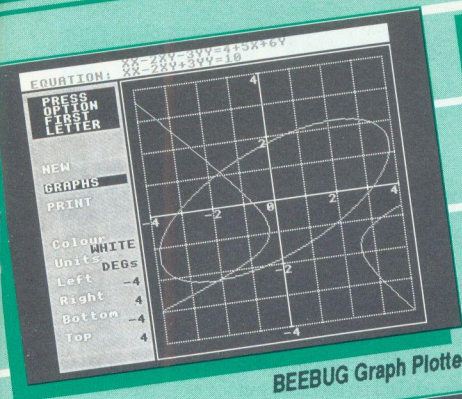 EQUATION: XX-2XY-3YY=4+5X+6Y
XX-2XY+3YY=10
PRESS
OPTION
FIRST
LETTER
NEW
GRAPHS
PRINT
Colour WHITE
Units DEGs
Left -4
Right 4
Bottom -4
Top 4
4
2
-4 -2 0 2 4
-2
-4
BEEBUG Graph Plotte